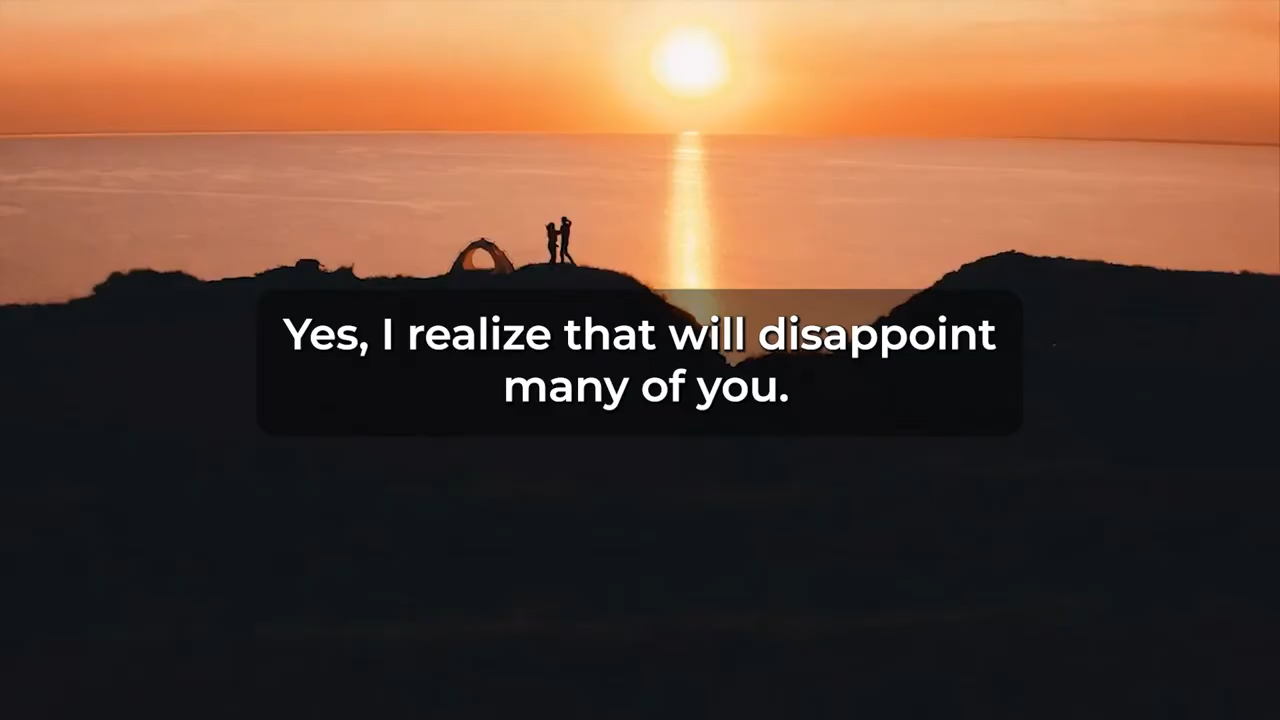 Yes, I realize that will disappoint
many of you.